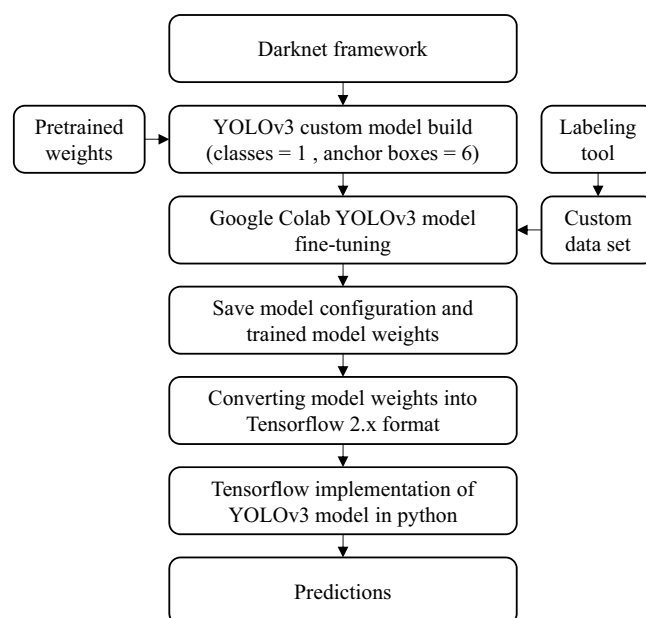 Darknet framework
Pretrained
weights
YOLOv3 custom model build
(classes = 1 , anchor boxes = 6)
Labeling
tool
Google Colab YOLOv3 model
fine-tuning
Custom
data set
Save model configuration and
trained model weights
Converting model weights into
Tensorflow 2.x format
Tensorflow implementation of
YOLOv3 model in python
Predictions